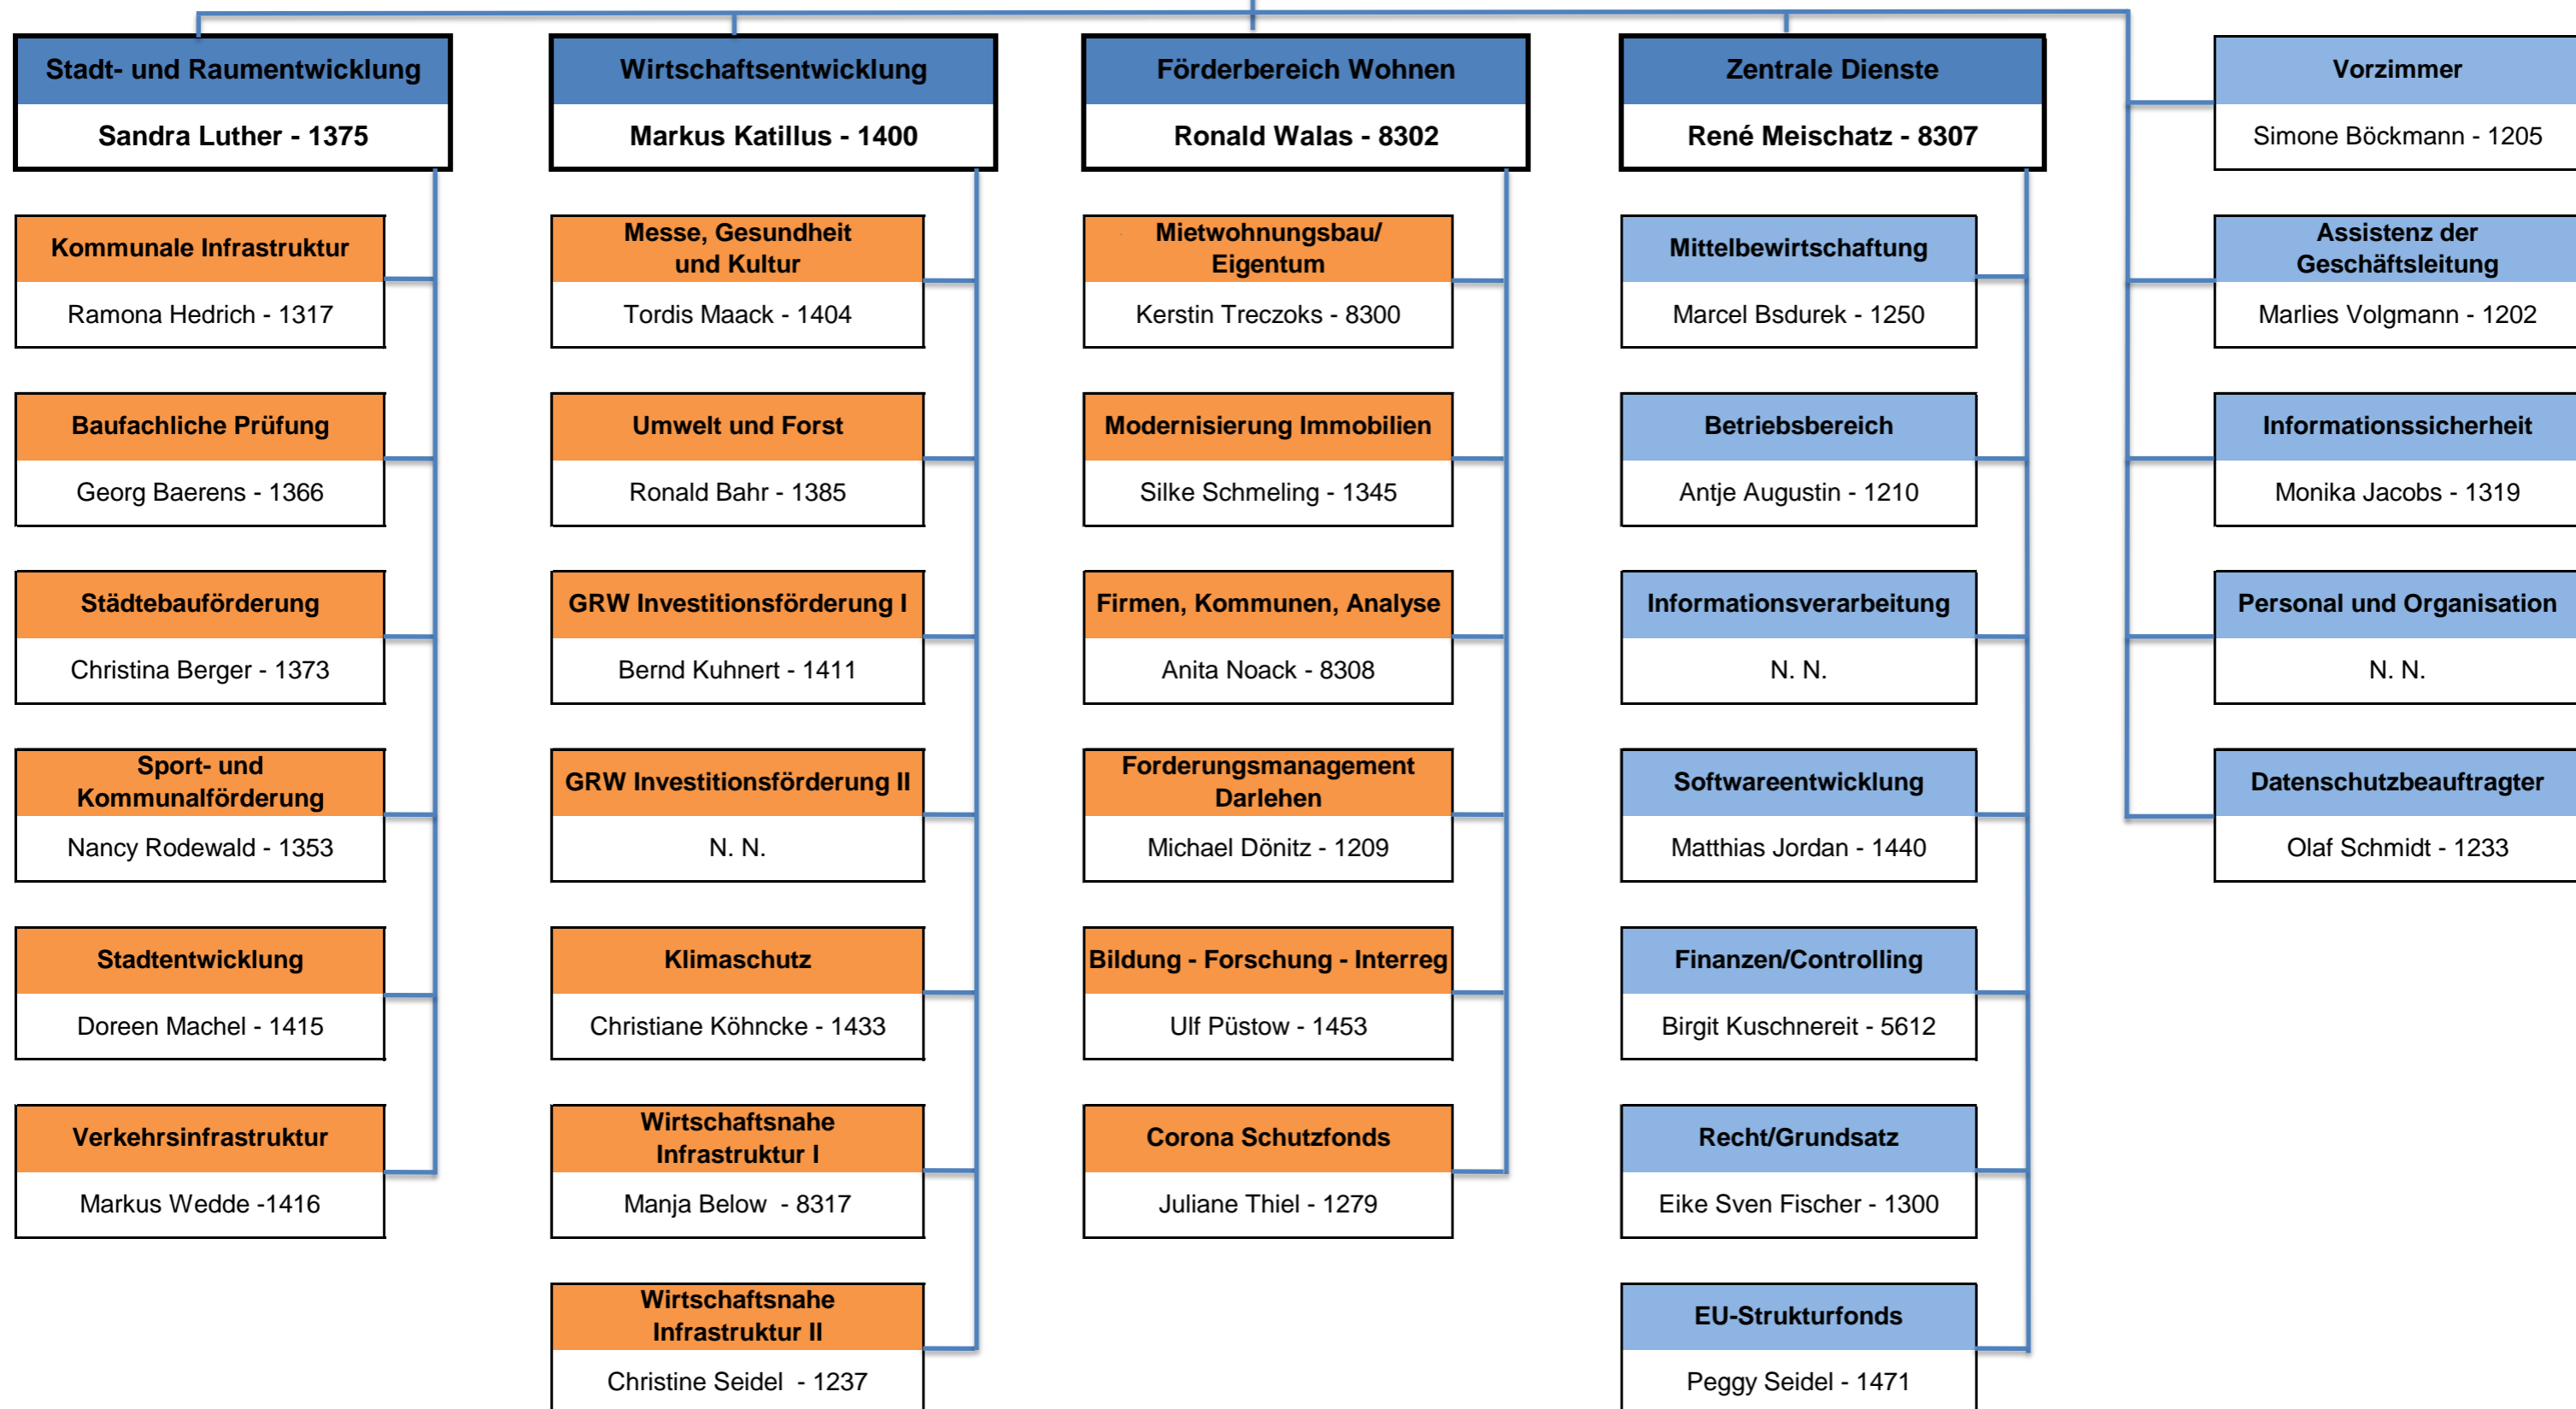 Stadt- und Raumentwicklung
Sandra Luther - 1375
Kommunale Infrastruktur
Ramona Hedrich - 1317
Baufachliche Prüfung
Georg Baerens - 1366
Städtebauförderung
Christina Berger - 1373
Sport- und
Kommunalförderung
Nancy Rodewald - 1353
Stadtentwicklung
Doreen Machel - 1415
Verkehrsinfrastruktur
Markus Wedde -1416
Wirtschaftsentwicklung
Markus Katillus - 1400
Messe, Gesundheit
und Kultur
Tordis Maack - 1404
Umwelt und Forst
Ronald Bahr - 1385
GRW Investitionsförderung I
Bernd Kuhnert - 1411
GRW Investitionsförderung II
N. N.
Klimaschutz
Christiane Köhncke - 1433
Wirtschaftsnahe
Infrastruktur I
Manja Below  - 8317
Wirtschaftsnahe
Infrastruktur II
Christine Seidel  - 1237
Förderbereich Wohnen
Ronald Walas - 8302
Mietwohnungsbau/
Eigentum
Kerstin Treczoks - 8300
Modernisierung Immobilien
Silke Schmeling - 1345
Firmen, Kommunen, Analyse
Anita Noack - 8308
Forderungsmanagement
Darlehen
Michael Dönitz - 1209
Bildung - Forschung - Interreg
Ulf Püstow - 1453
Corona Schutzfonds
Juliane Thiel - 1279
Zentrale Dienste
René Meischatz - 8307
Mittelbewirtschaftung
Marcel Bsdurek - 1250
Betriebsbereich
Antje Augustin - 1210
Informationsverarbeitung
N. N.
Softwareentwicklung
Matthias Jordan - 1440
Finanzen/Controlling
Birgit Kuschnereit - 5612
Recht/Grundsatz
Eike Sven Fischer - 1300
EU-Strukturfonds
Peggy Seidel - 1471
Vorzimmer
Simone Böckmann - 1205
Assistenz der
Geschäftsleitung
Marlies Volgmann - 1202
Informationssicherheit
Monika Jacobs - 1319
Personal und Organisation
N. N.
Datenschutzbeauftragter
Olaf Schmidt - 1233